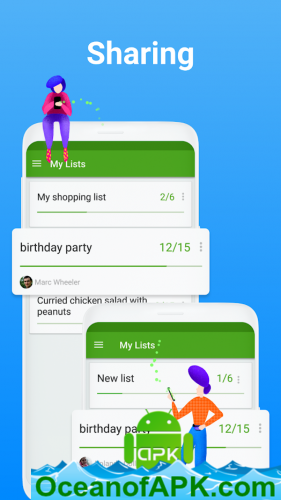 Sharing
My Lists
My shopping list 2/6
birthday party 12/15
Marc Wheeler
Curried chicken salad with
peanuts
My Lists
New list 1/6
birthday party 12/15
APK
OceanofAPK.com